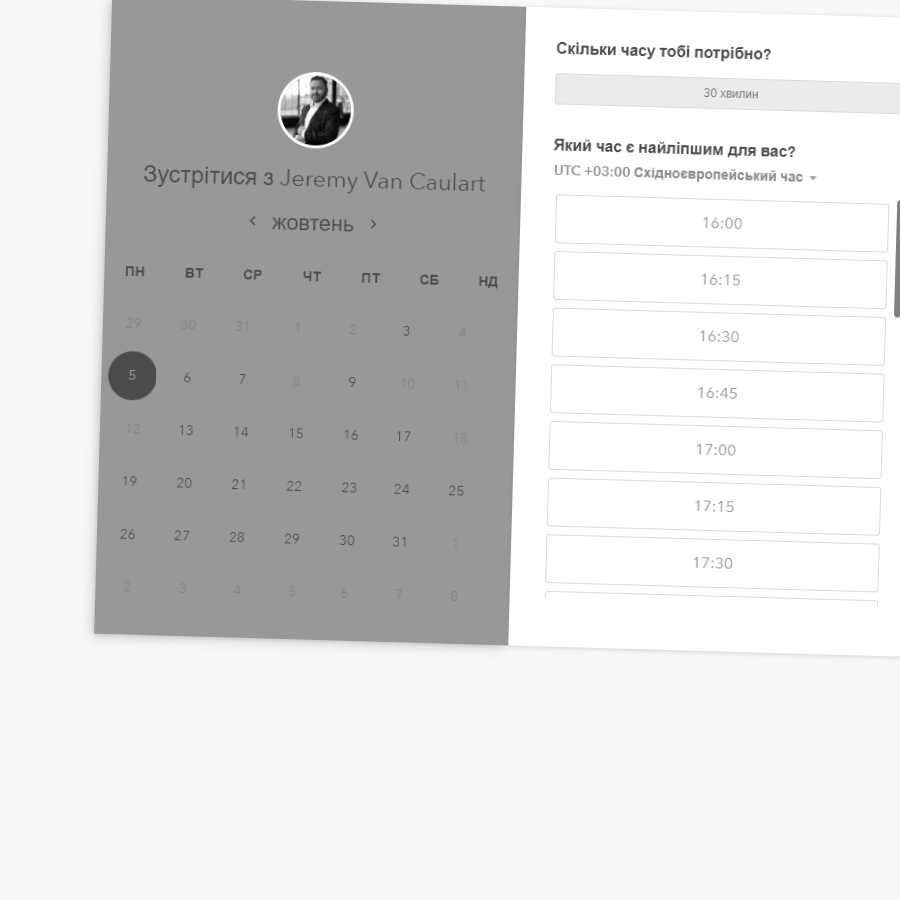 Зустрітися з Jeremy Van Caulart
жовтень
ПН ВТ СР ЧТ ПТ СБ НД
29 30 31 1 2 3 4
5 6 7 8 9 10 11
12 13 14 15 16 17 18
19 20 21 22 23 24 25
26 27 28 29 30 31 1
2 3 4 5 6 7 8
Скільки часу тобі потрібно?
30 хвилин
Який час є найліпшим для вас?
UTC +03:00 Східноєвропейський час
16:00
16:15
16:30
16:45
17:00
17:15
17:30